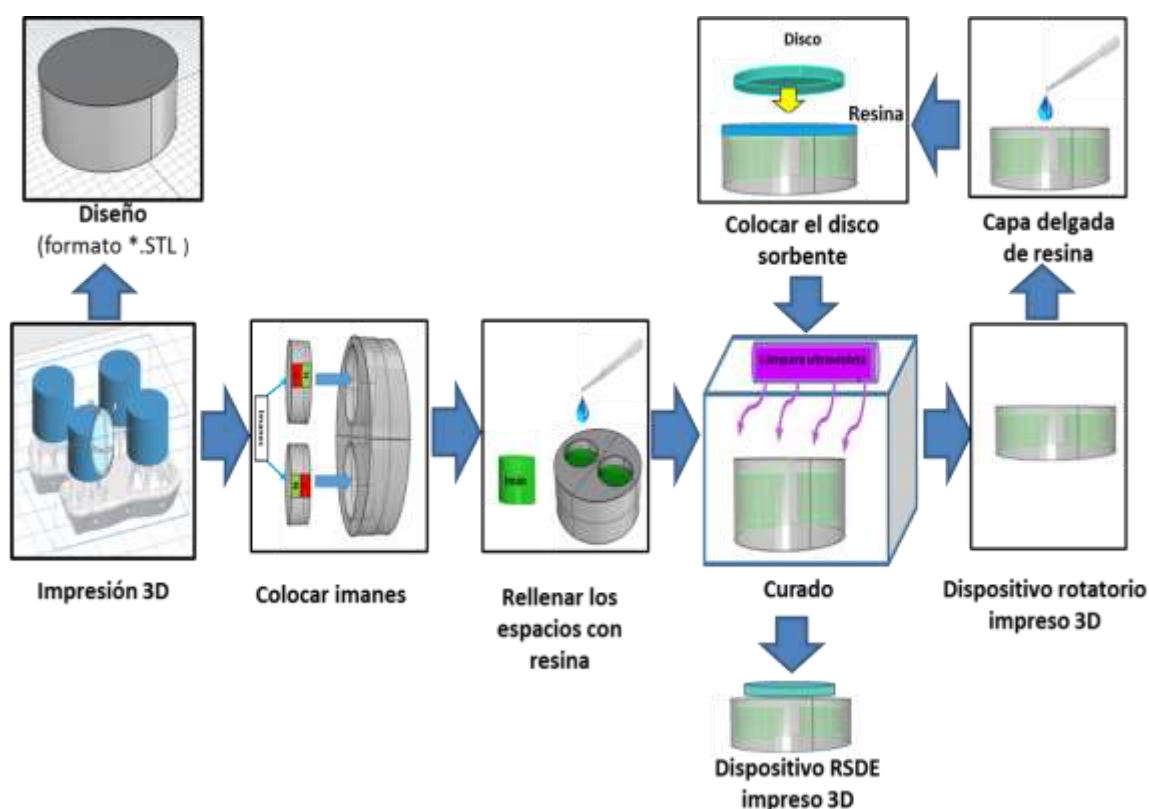 Diseño
(formato *.STL )
Disco
Resina
Colocar el disco
sorbente
Capa delgada
de resina
Imanes
Imán
Lámpara ultravioleta
Impresión 3D
Colocar imanes
Rellenar los
espacios con
resina
Curado
Dispositivo rotatorio
impreso 3D
Dispositivo RSDE
impreso 3D